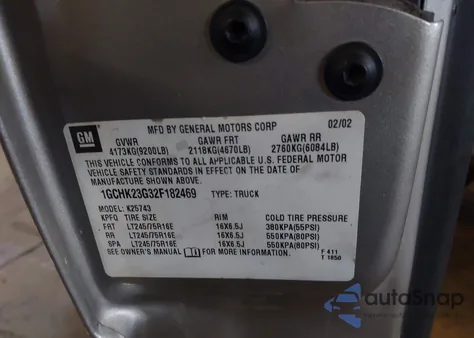 GM
MFD BY GENERAL MOTORS CORP 02/02
GVWR GAWR FRT GAWR RR
4173KG(9200LB) 2118KG(4670LB) 2760KG(6084LB)
THIS VEHICLE CONFORMS TO ALL APPLICABLE U.S. FEDERAL MOTOR
VEHICLE SAFETY STANDARDS IN EFFECT ON THE DATE OF
MANUFACTURE SHOWN ABOVE.
1GCHK23G32F182469 TYPE: TRUCK
MODEL: K25743
KPFQ TIRE SIZE RIM COLD TIRE PRESSURE
FRT LT245/75R16E 16X6.5J 380KPA(55PSI)
RR LT245/75R16E 16X6.5J 550KPA(80PSI)
SPA LT245/75R16E 16X6.5J 550KPA(80PSI)
SEE OWNER'S MANUAL FOR MORE INFORMATION.
F 411
T 1858
autoSnap